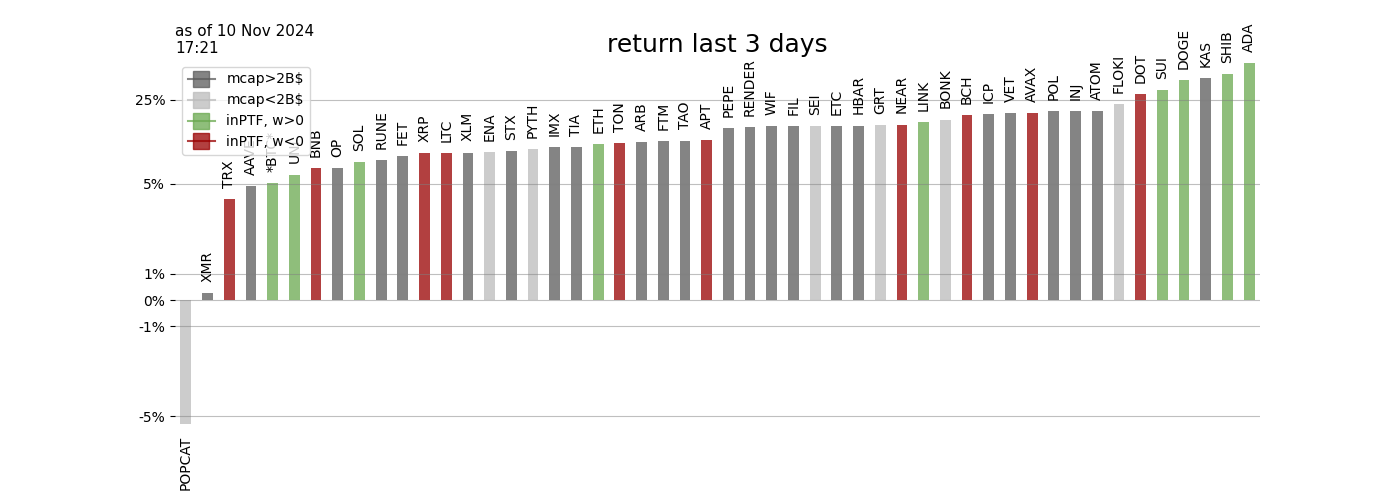 as of 10 Nov 2024
17:21
return last 3 days
mcap>2B$
mcap<2B$
inPTF, w>0
inPTF, w<0
25%
5%
1%
0%
-1%
-5%
POPCAT
XMR
TRX
BNB
OP
SOL
RUNE
FET
XRP
LTC
XLM
ENA
STX
PYTH
IMX
TIA
ETH
TON
ARB
FTM
TAO
APT
PEPE
RENDER
WIF
FIL
SEI
ETC
HBAR
GRT
NEAR
LINK
BONK
BCH
ICP
VET
AVAX
POL
INJ
ATOM
FLOKI
DOT
SUI
DOGE
KAS
SHIB
ADA